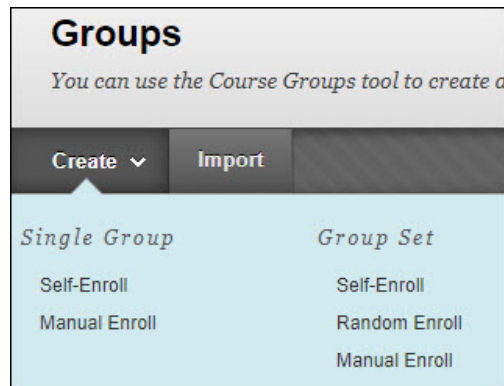 Groups
You can use the Course Groups tool to create a
Create Import
Single Group Group Set
Self-Enroll Self-Enroll
Manual Enroll Random Enroll
Manual Enroll